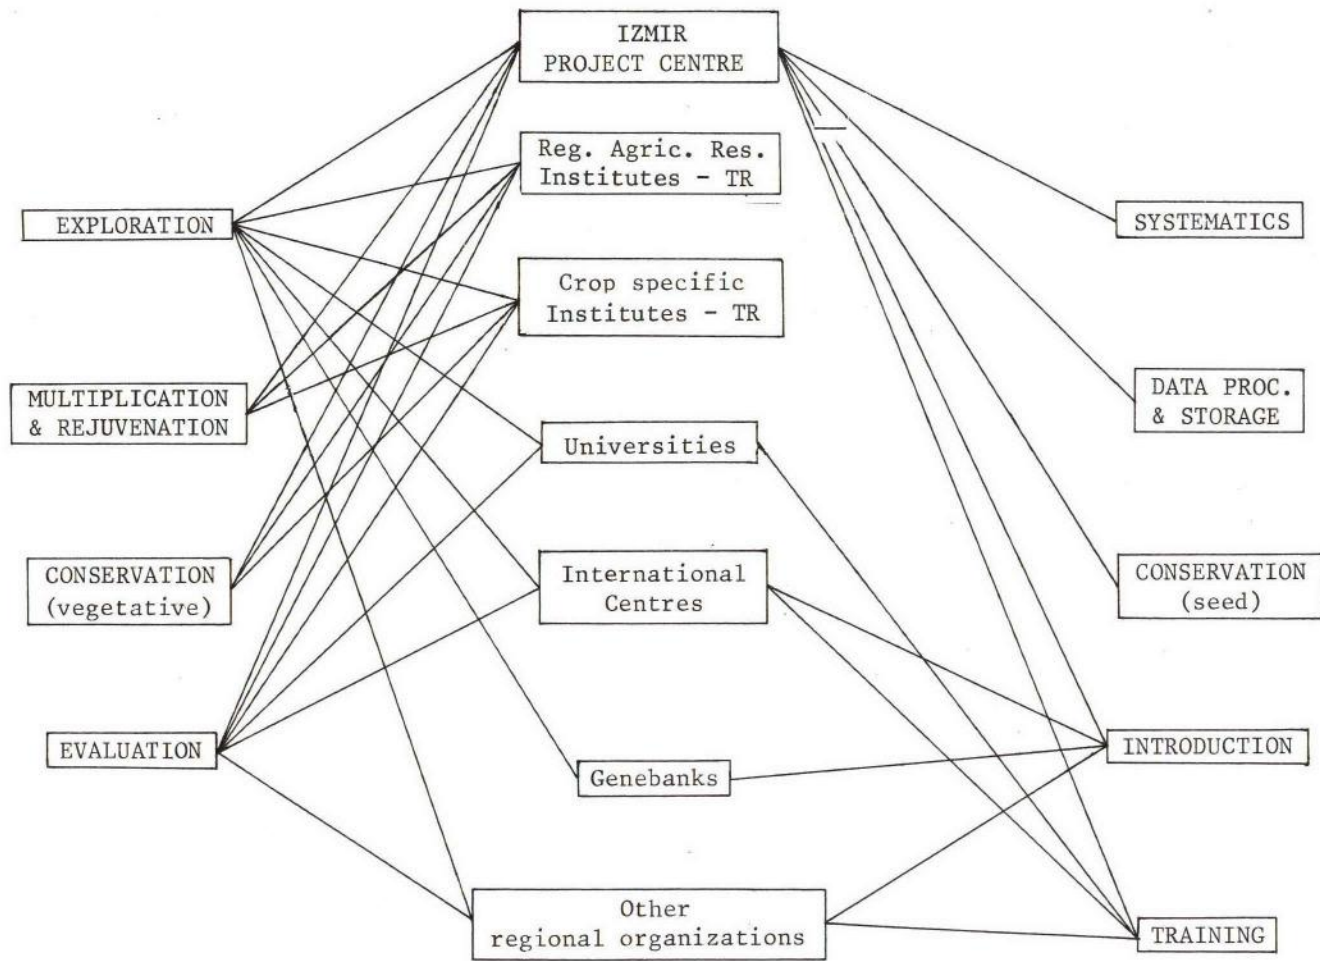 IZMIR
PROJECT CENTRE
Reg. Agric. Res.
Institutes - TR
EXPLORATION
SYSTEMATICS
Crop specific
Institutes - TR
MULTIPLICATION
& REJUVENATION
DATA PROC.
& STORAGE
Universities
CONSERVATION
(vegetative)
International
Centres
CONSERVATION
(seed)
EVALUATION
Genebanks
INTRODUCTION
Other
regional organizations
TRAINING